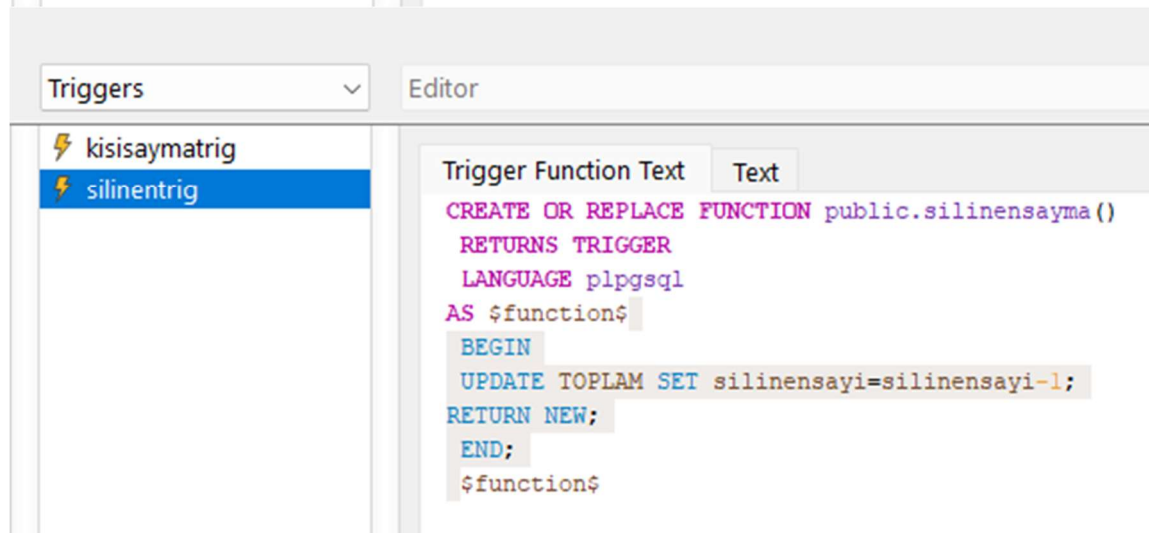 Triggers
Editor
kisisaymatrig
silinentrig
Trigger Function Text
Text
CREATE OR REPLACE FUNCTION public.silinensayma()
RETURNS TRIGGER
LANGUAGE plpgsql
AS $function$
BEGIN
UPDATE TOPLAM SET silinensayi=silinensayi-1;
RETURN NEW;
END;
$function$